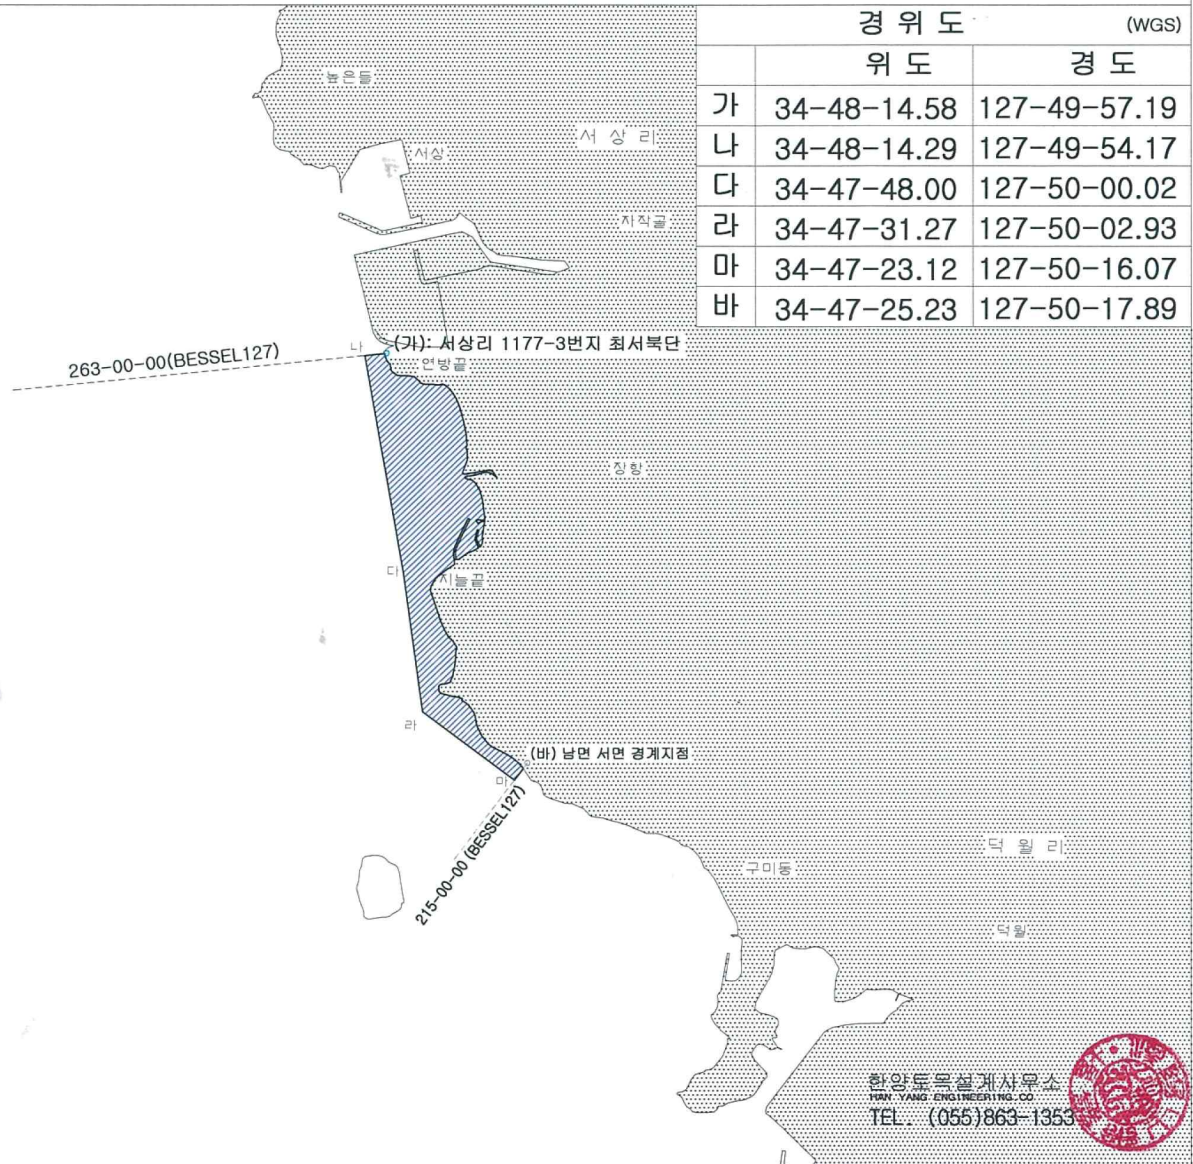 경 위 도 (WGS)
위 도 경 도
가 34-48-14.58 127-49-57.19
나 34-48-14.29 127-49-54.17
다 34-47-48.00 127-50-00.02
라 34-47-31.27 127-50-02.93
마 34-47-23.12 127-50-16.07
바 34-47-25.23 127-50-17.89
높은들
서 상 리
서상
자작골
나
(가): 서상리 1177-3번지 최서북단
263-00-00(BESSEL127)
연방끝
장항
다
지늘끝
라
(바) 남면 서면 경계지점
마
215-00-00 (BESSEL127)
덕 월 리
구미동
덕월
한양토목설계사무소
HAN YANG ENGINEERING.CO
TEL. (055)863-1353